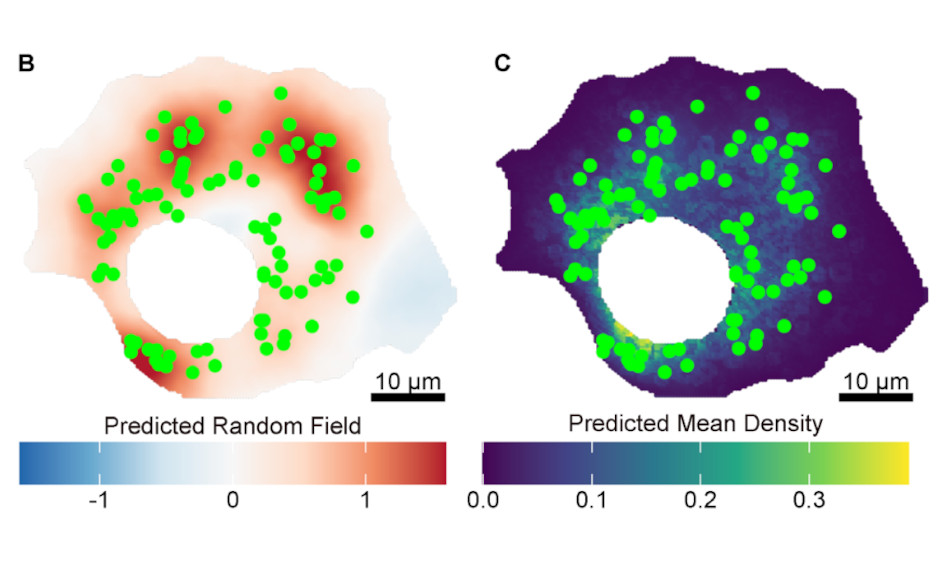 B
C
10 µm
10 µm
Predicted Random Field
Predicted Mean Density
-1 0 1
0.0 0.1 0.2 0.3